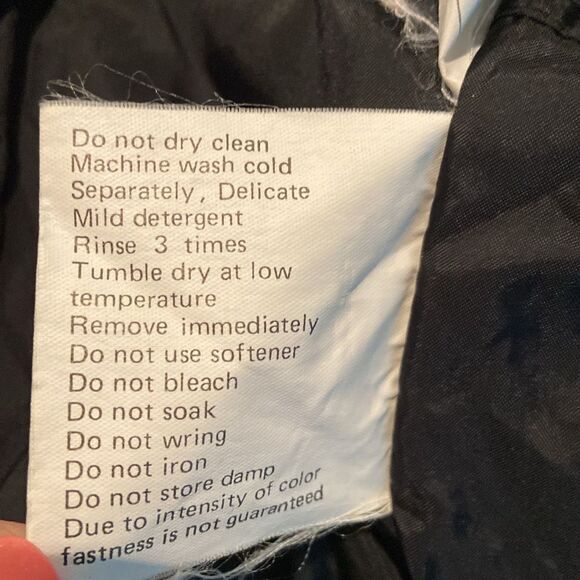 Do not dry clean
Machine wash cold
Separately, Delicate
Mild detergent
Rinse 3 times
Tumble dry at low
temperature
Remove immediately
Do not use softener
Do not bleach
Do not soak
Do not wring
Do not iron
Do not store damp
Due to intensity of color
fastness is not guaranteed